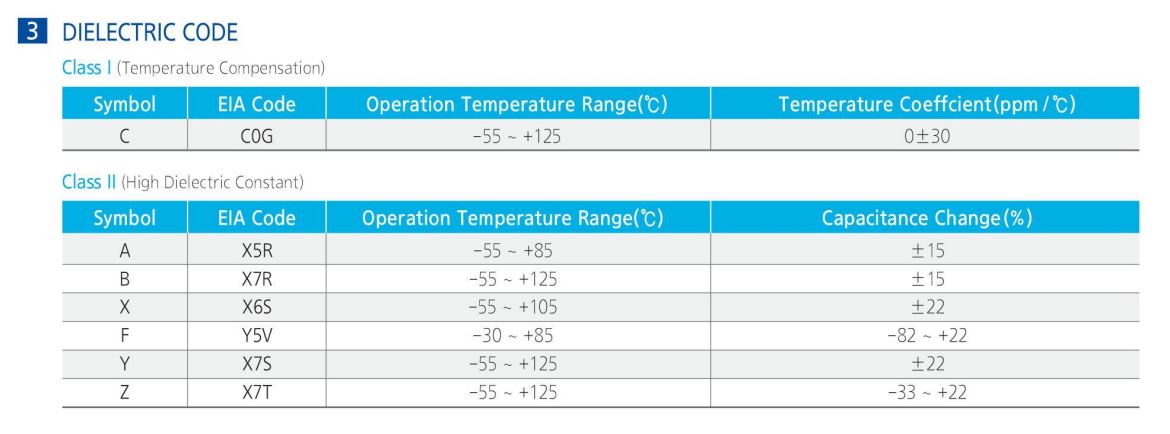 3 DIELECTRIC CODE
Class I (Temperature Compensation)
Symbol EIA Code Operation Temperature Range(℃) Temperature Coeffcient(ppm / ℃)
C C0G −55 ~ +125 0±30
Class II (High Dielectric Constant)
Symbol EIA Code Operation Temperature Range(℃) Capacitance Change(%)
A X5R −55 ~ +85 ±15
B X7R −55 ~ +125 ±15
X X6S −55 ~ +105 ±22
F Y5V −30 ~ +85 −82 ~ +22
Y X7S −55 ~ +125 ±22
Z X7T −55 ~ +125 −33 ~ +22